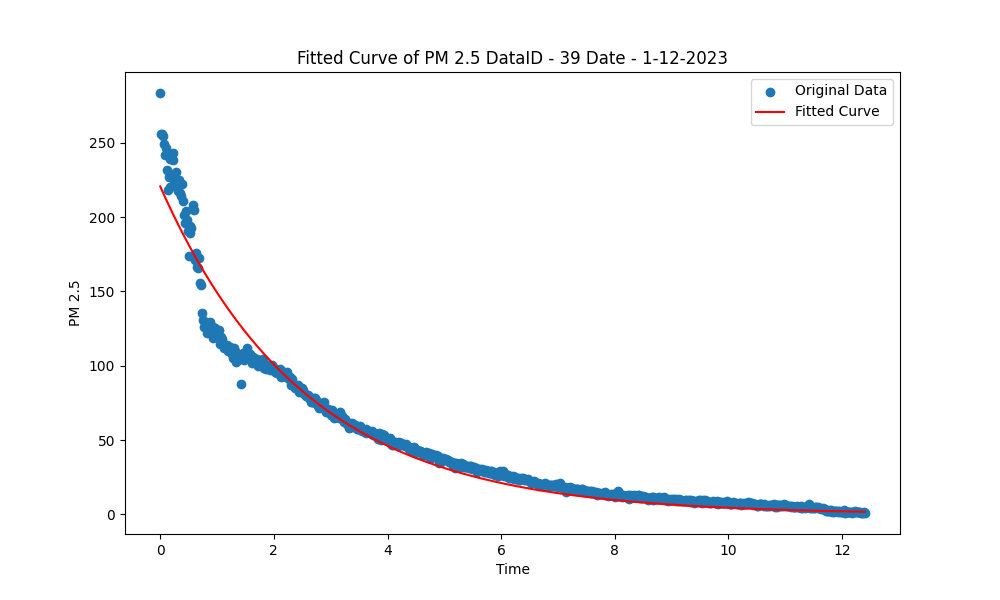 Fitted Curve of PM 2.5 DataID - 39 Date - 1-12-2023
Original Data
Fitted Curve
250
200
150
100
50
0
PM 2.5
0 2 4 6 8 10 12
Time